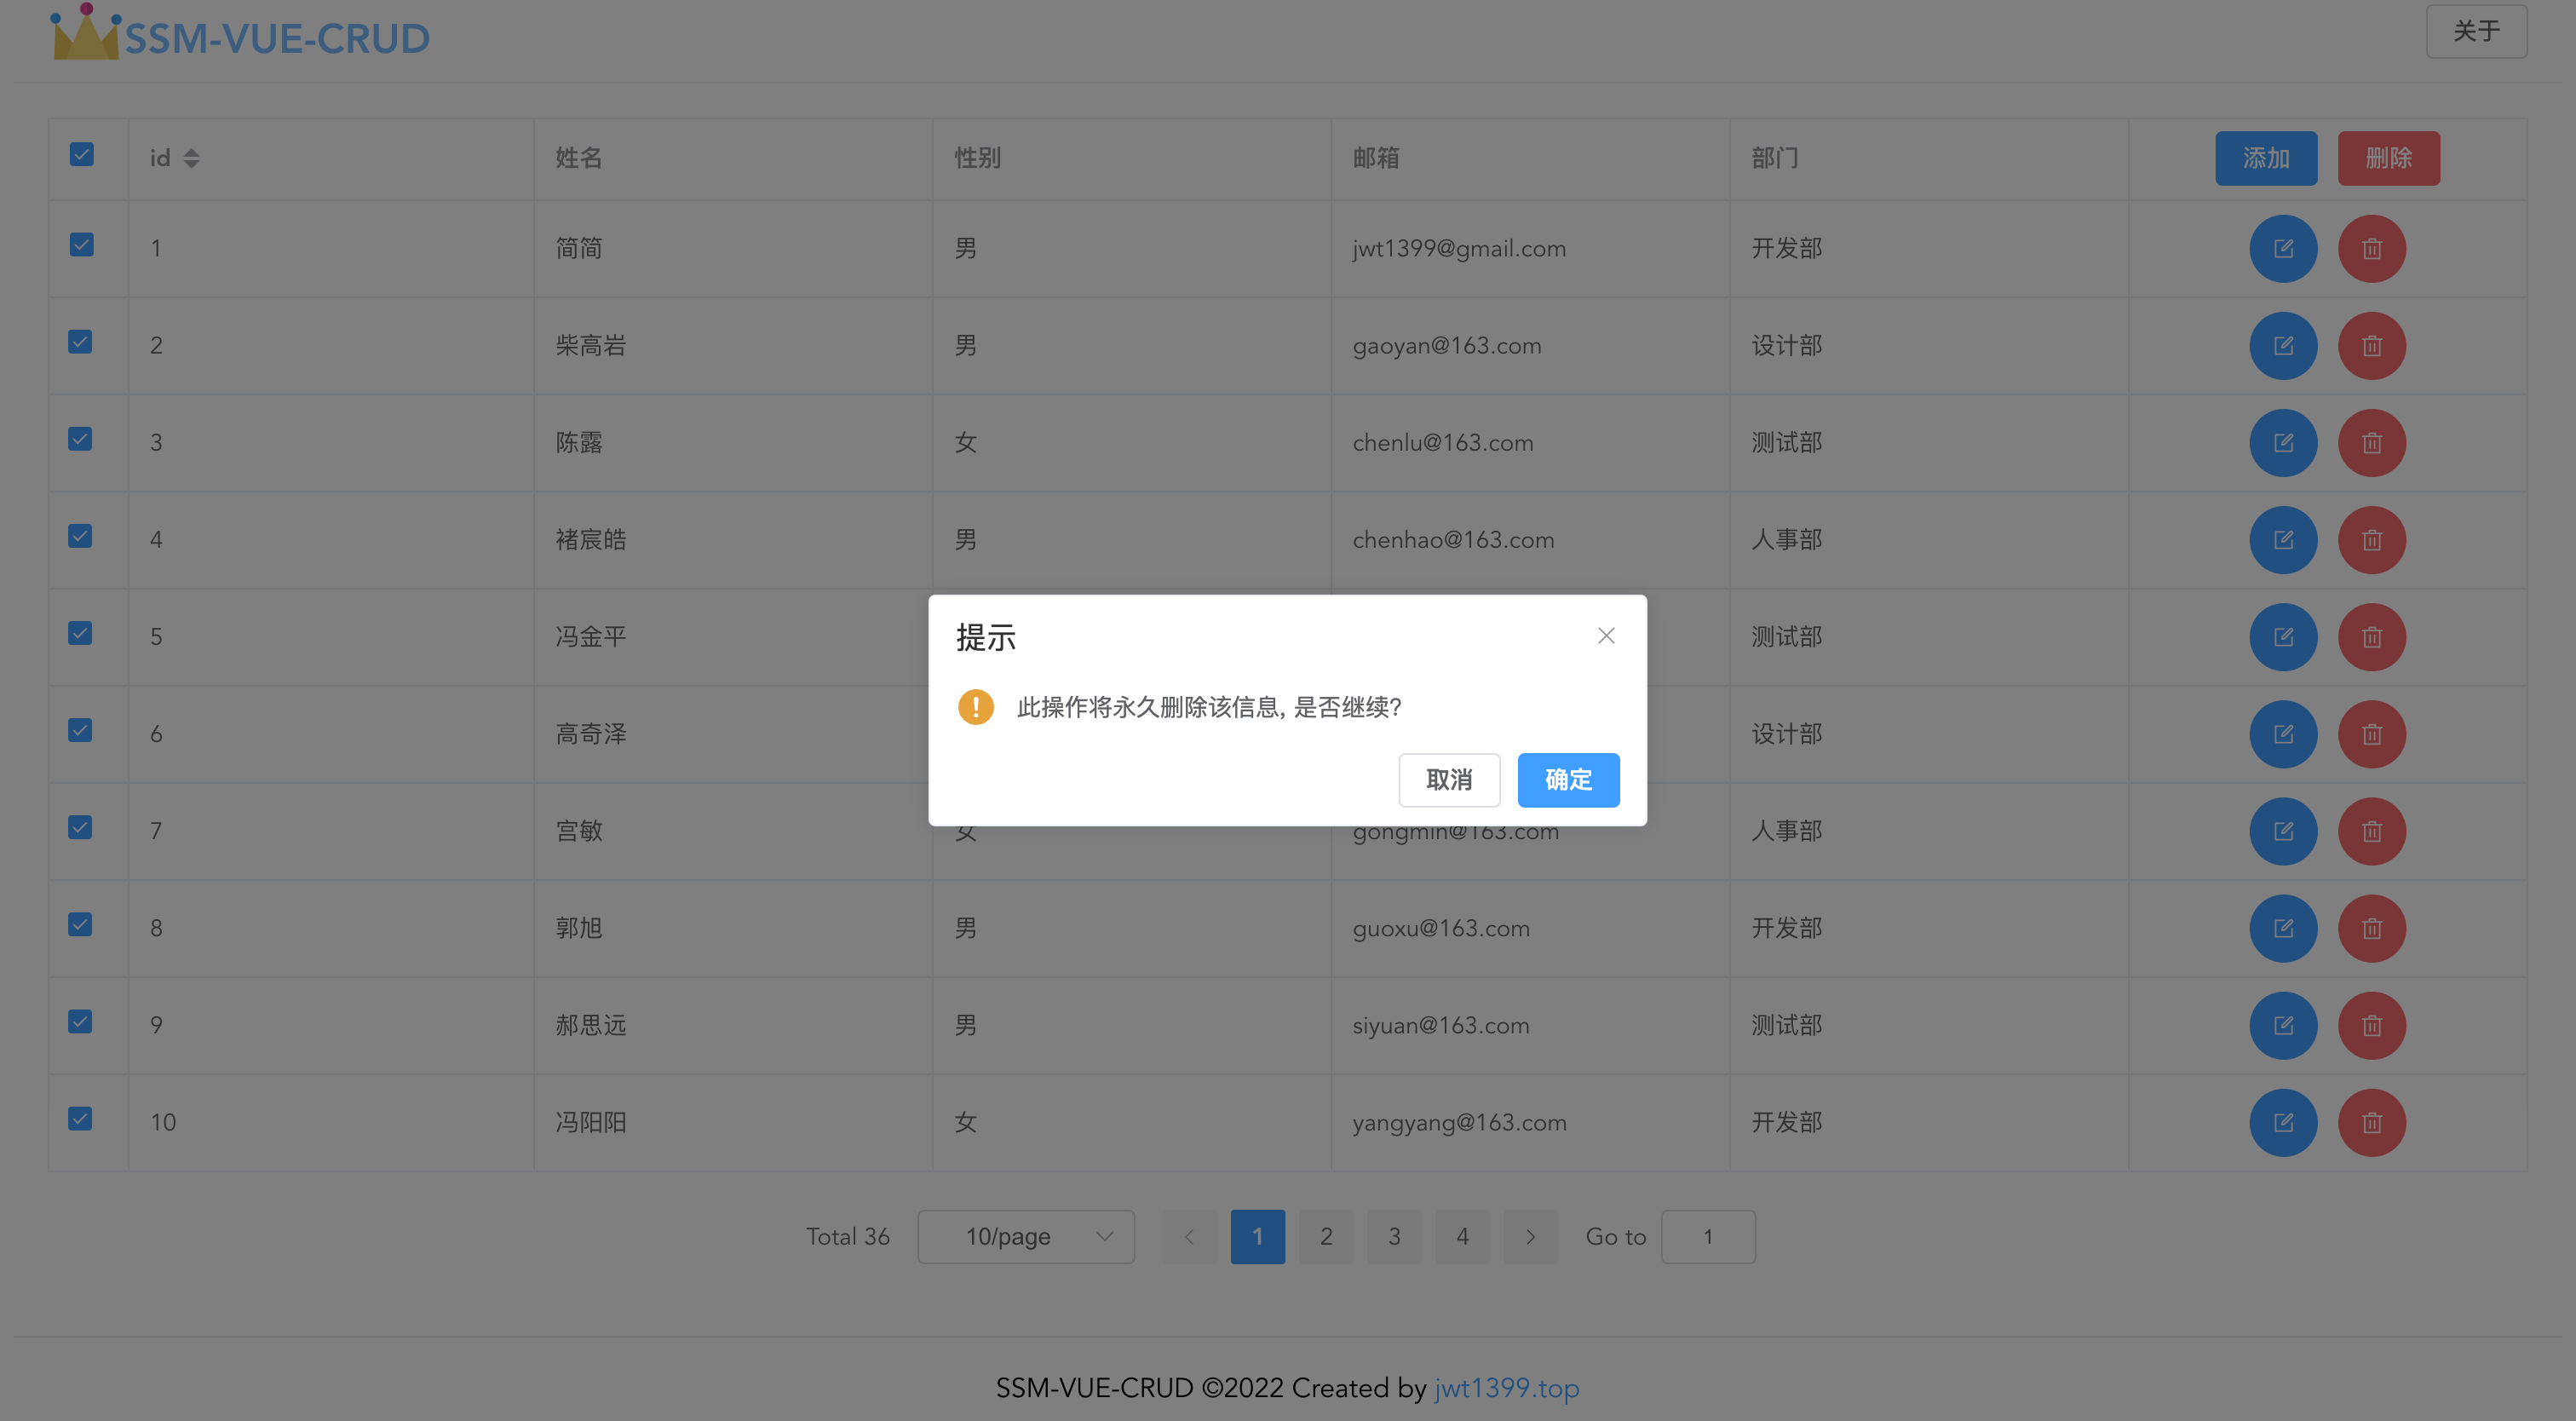 SSM-VUE-CRUD 关于
id 姓名 性别 邮箱 部门 添加 删除
1 简简 男 jwt1399@gmail.com 开发部
2 柴高岩 男 gaoyan@163.com 设计部
3 陈露 女 chenlu@163.com 测试部
4 褚宸皓 男 chenhao@163.com 人事部
5 冯金平 测试部
6 高奇泽 设计部
提示
此操作将永久删除该信息, 是否继续?
取消 确定
7 宫敏 女 gongmin@163.com 人事部
8 郭旭 男 guoxu@163.com 开发部
9 郝思远 男 siyuan@163.com 测试部
10 冯阳阳 女 yangyang@163.com 开发部
Total 36 10/page 1 2 3 4 Go to 1
SSM-VUE-CRUD ©2022 Created by jwt1399.top